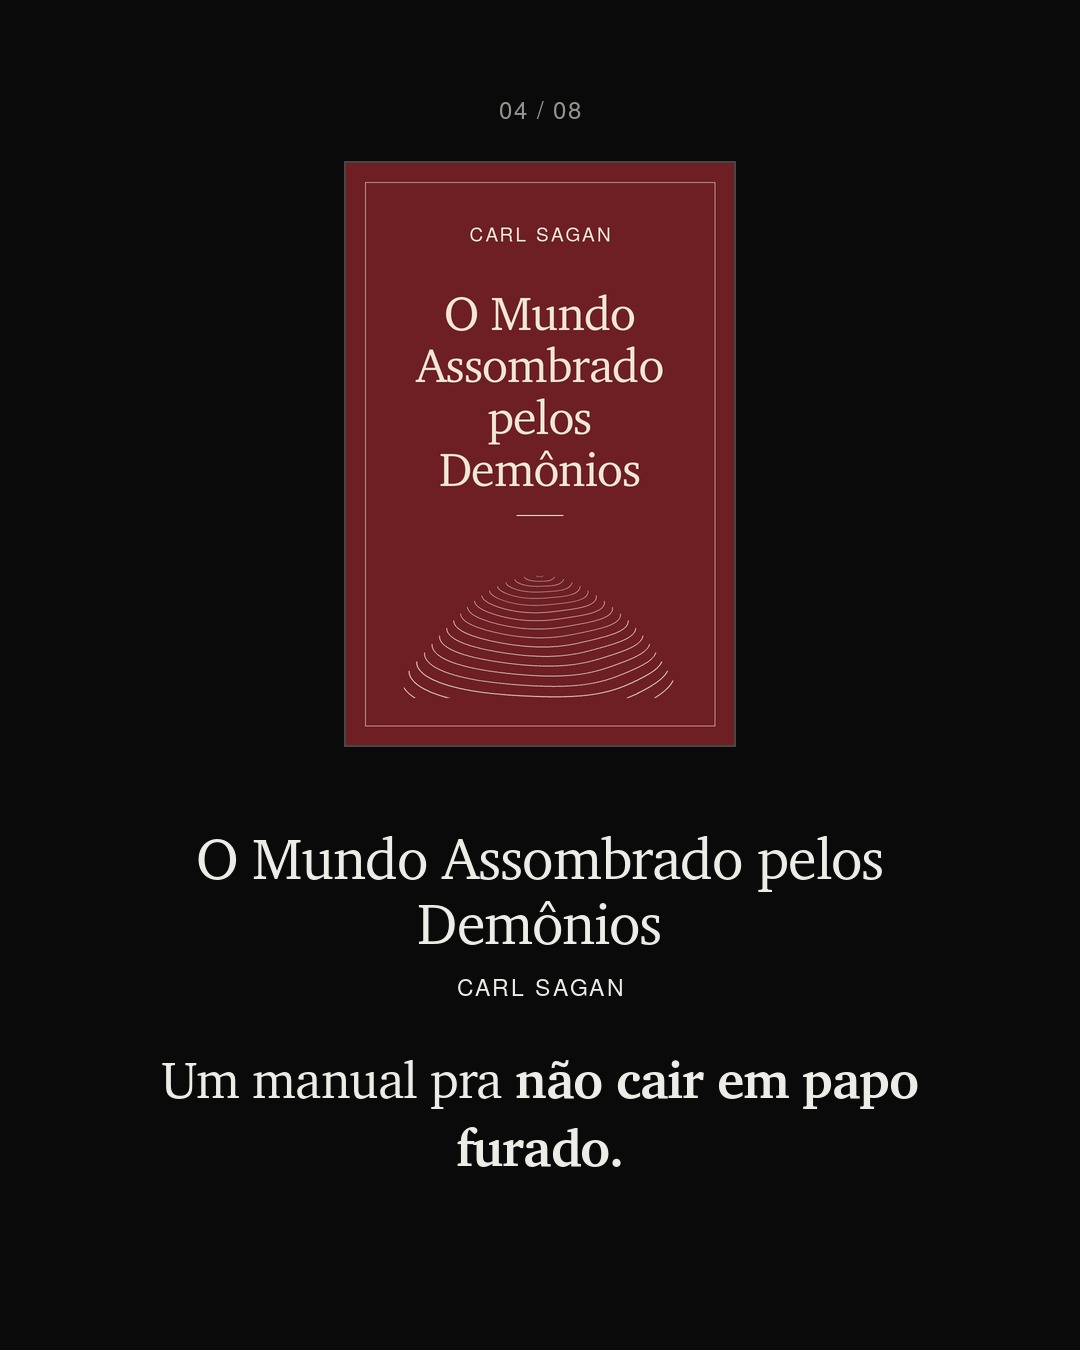 04 / 08
CARL SAGAN
O Mundo
Assombrado
pelos
Demônios
O Mundo Assombrado pelos
Demônios
CARL SAGAN
Um manual pra não cair em papo
furado.